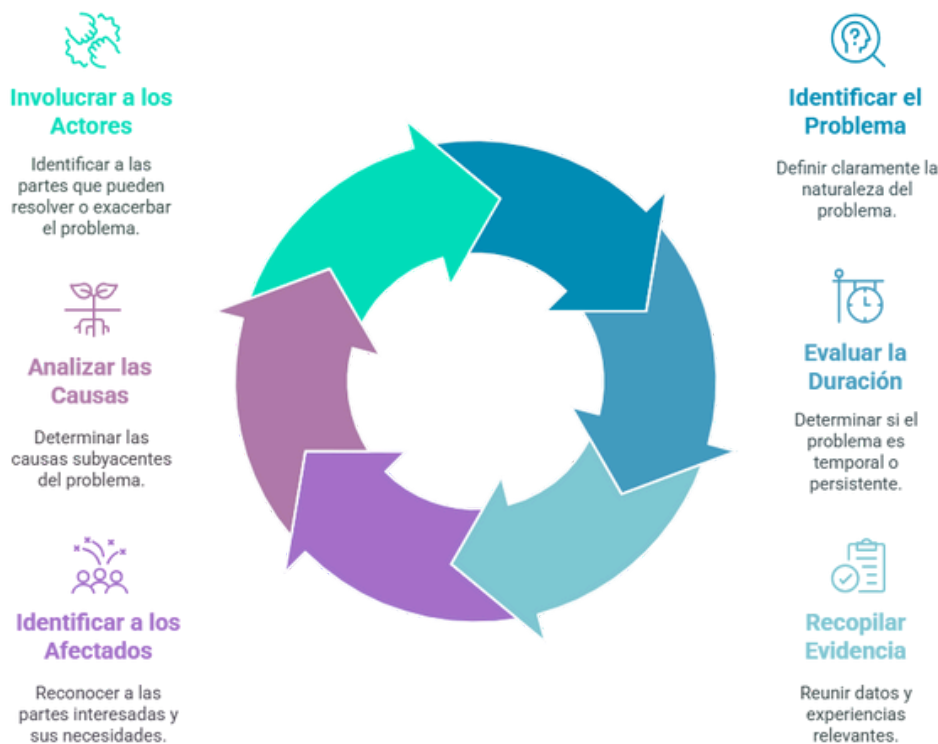 Involucrar a los
Actores
Identificar a las
partes que pueden
resolver o exacerbar
el problema.
Analizar las
Causas
Determinar las
causas subyacentes
del problema.
Identificar a los
Afectados
Reconocer a las
partes interesadas y
sus necesidades.
Identificar el
Problema
Definir claramente la
naturaleza del
problema.
Evaluar la
Duración
Determinar si el
problema es
temporal o
persistente.
Recopilar
Evidencia
Reunir datos y
experiencias
relevantes.